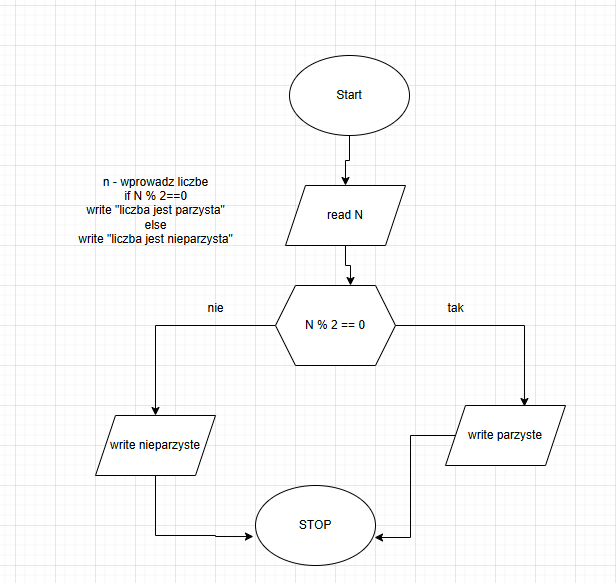 Start
n - wprowadz liczbe
if N % 2==0
write "liczba jest parzysta"
else
write "liczba jest nieparzysta"
read N
nie
tak
N % 2 == 0
write nieparzyste
write parzyste
STOP